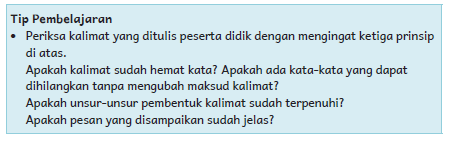 Tip Pembelajaran
• Periksa kalimat yang ditulis peserta didik dengan mengingat ketiga prinsip
di atas.
Apakah kalimat sudah hemat kata? Apakah ada kata-kata yang dapat
dihilangkan tanpa mengubah maksud kalimat?
Apakah unsur-unsur pembentuk kalimat sudah terpenuhi?
Apakah pesan yang disampaikan sudah jelas?